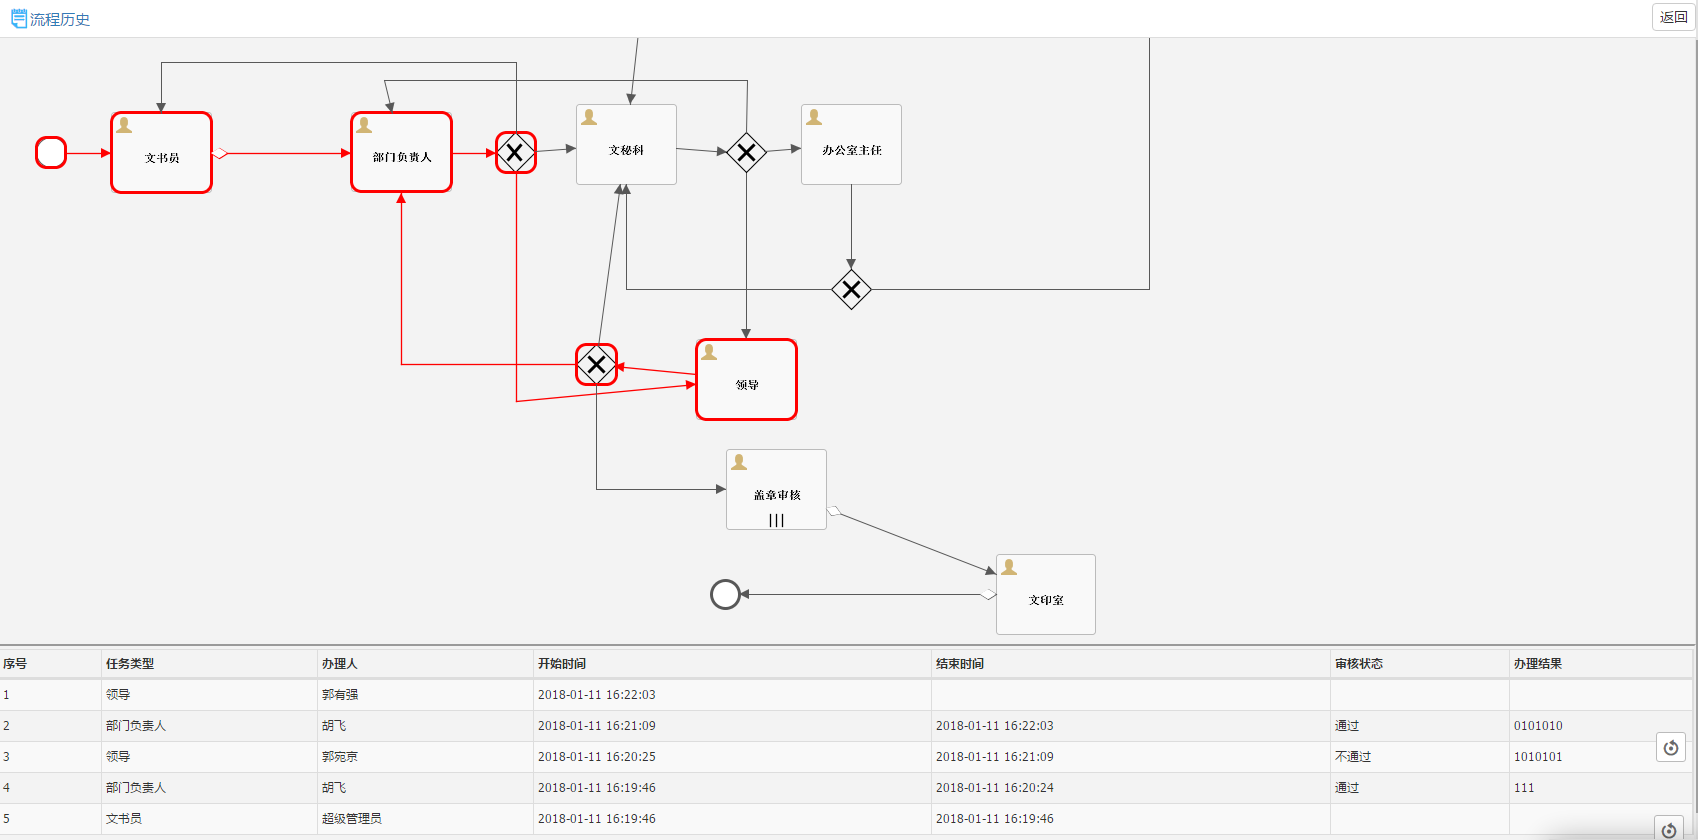 流程历史
返回
文书员
部门负责人
文秘科
办公室主任
领导
盖章审核
文印室
序号 任务类型 办理人 开始时间 结束时间 审核状态 办理结果
1 领导 郭有强 2018-01-11 16:22:03
2 部门负责人 胡飞 2018-01-11 16:21:09 2018-01-11 16:22:03 通过 0101010
3 领导 郭宛京 2018-01-11 16:20:25 2018-01-11 16:21:09 不通过 1010101
4 部门负责人 胡飞 2018-01-11 16:19:46 2018-01-11 16:20:24 通过 111
5 文书员 超级管理员 2018-01-11 16:19:46 2018-01-11 16:19:46